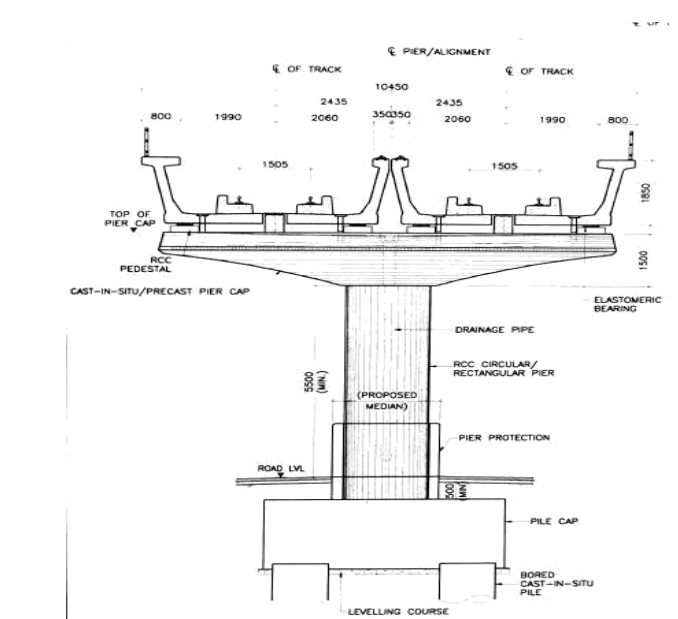 ℄ PIER/ALIGNMENT
℄ OF TRACK
℄ OF TRACK
10450
2435
2435
800
1990
2060
350
350
2060
1990
800
1505
1505
1850
TOP OF
PIER CAP
RCC
PEDESTAL
1500
CAST-IN-SITU/PRECAST PIER CAP
ELASTOMERIC
BEARING
DRAINAGE PIPE
RCC CIRCULAR/
RECTANGULAR PIER
5500
(MIN.)
(PROPOSED
MEDIAN)
PIER PROTECTION
ROAD LVL
500
(MIN)
PILE CAP
BORED
CAST-IN-SITU
PILE
LEVELLING COURSE